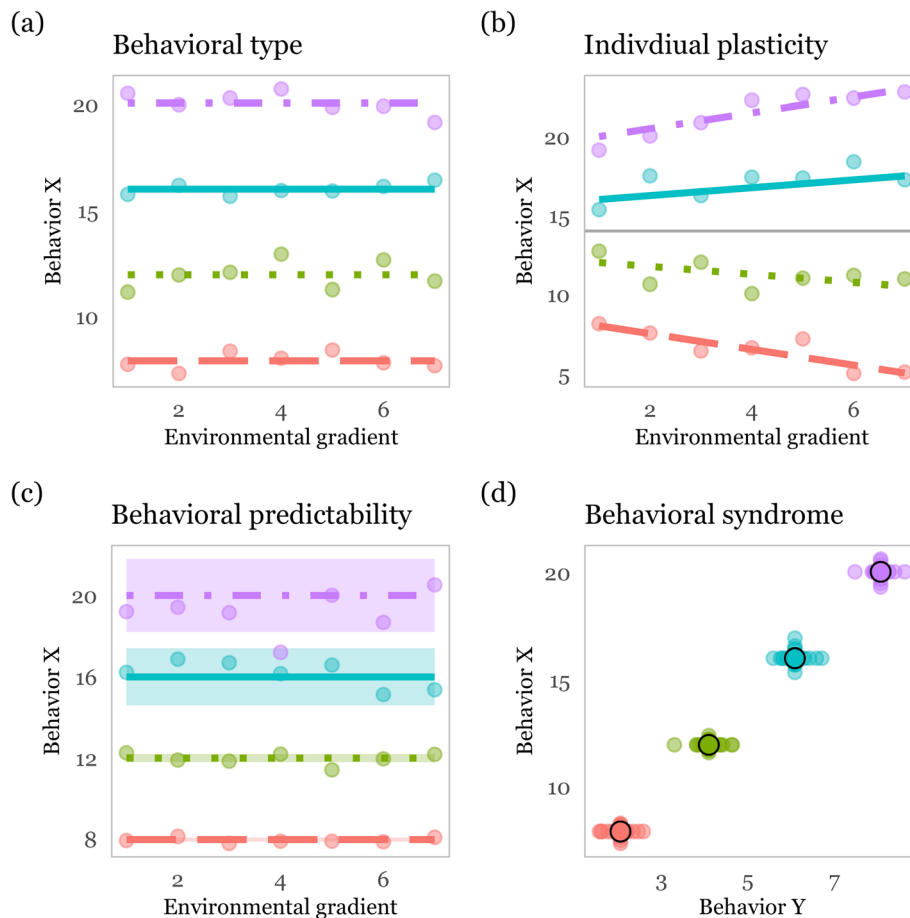 (a)
Behavioral type
20
15
10
Behavior X
2 4 6
Environmental gradient
(b)
Indivdiual plasticity
20
15
10
5
Behavior X
2 4 6
Environmental gradient
(c)
Behavioral predictability
20
16
12
8
Behavior X
2 4 6
Environmental gradient
(d)
Behavioral syndrome
20
15
10
Behavior X
3 5 7
Behavior Y